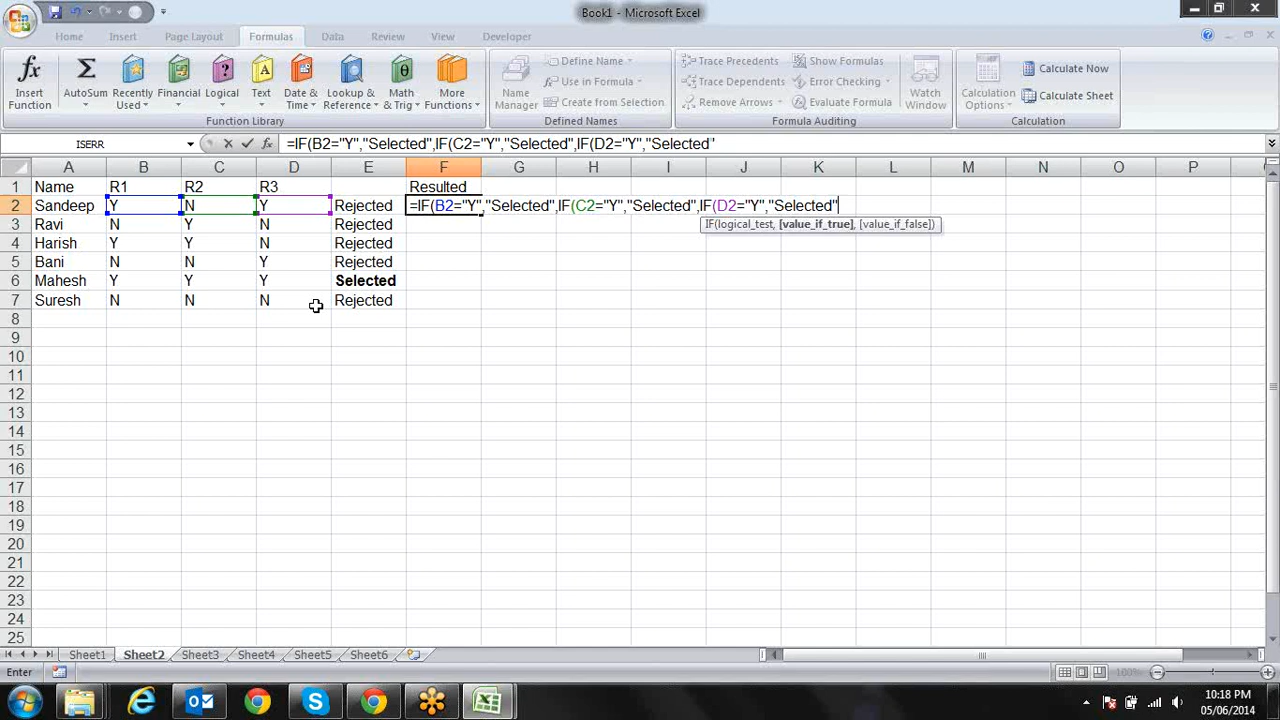 Book1 - Microsoft Excel
Home Insert Page Layout Formulas Data Review View Developer
Insert Function
AutoSum
Recently Used
Financial
Logical
Text
Date & Time
Lookup & Reference
Math & Trig
More Functions
Function Library
Name Manager
Define Name
Use in Formula
Create from Selection
Defined Names
Trace Precedents
Trace Dependents
Remove Arrows
Show Formulas
Error Checking
Evaluate Formula
Formula Auditing
Watch Window
Calculation Options
Calculate Now
Calculate Sheet
Calculation
ISERR fx =IF(B2="Y","Selected",IF(C2="Y","Selected",IF(D2="Y","Selected"
A B C D E F G H I J K L M N O P
1 Name R1 R2 R3 Resulted
2 Sandeep Y N Y Rejected =IF(B2="Y","Selected",IF(C2="Y","Selected",IF(D2="Y","Selected"
IF(logical_test, [value_if_true], [value_if_false])
3 Ravi N Y N Rejected
4 Harish Y Y N Rejected
5 Bani N N Y Rejected
6 Mahesh Y Y Y Selected
7 Suresh N N N Rejected
8
9
10
11
12
13
14
15
16
17
18
19
20
21
22
23
24
25
Sheet1 Sheet2 Sheet3 Sheet4 Sheet5 Sheet6
Enter 100%
10:18 PM
05/06/2014